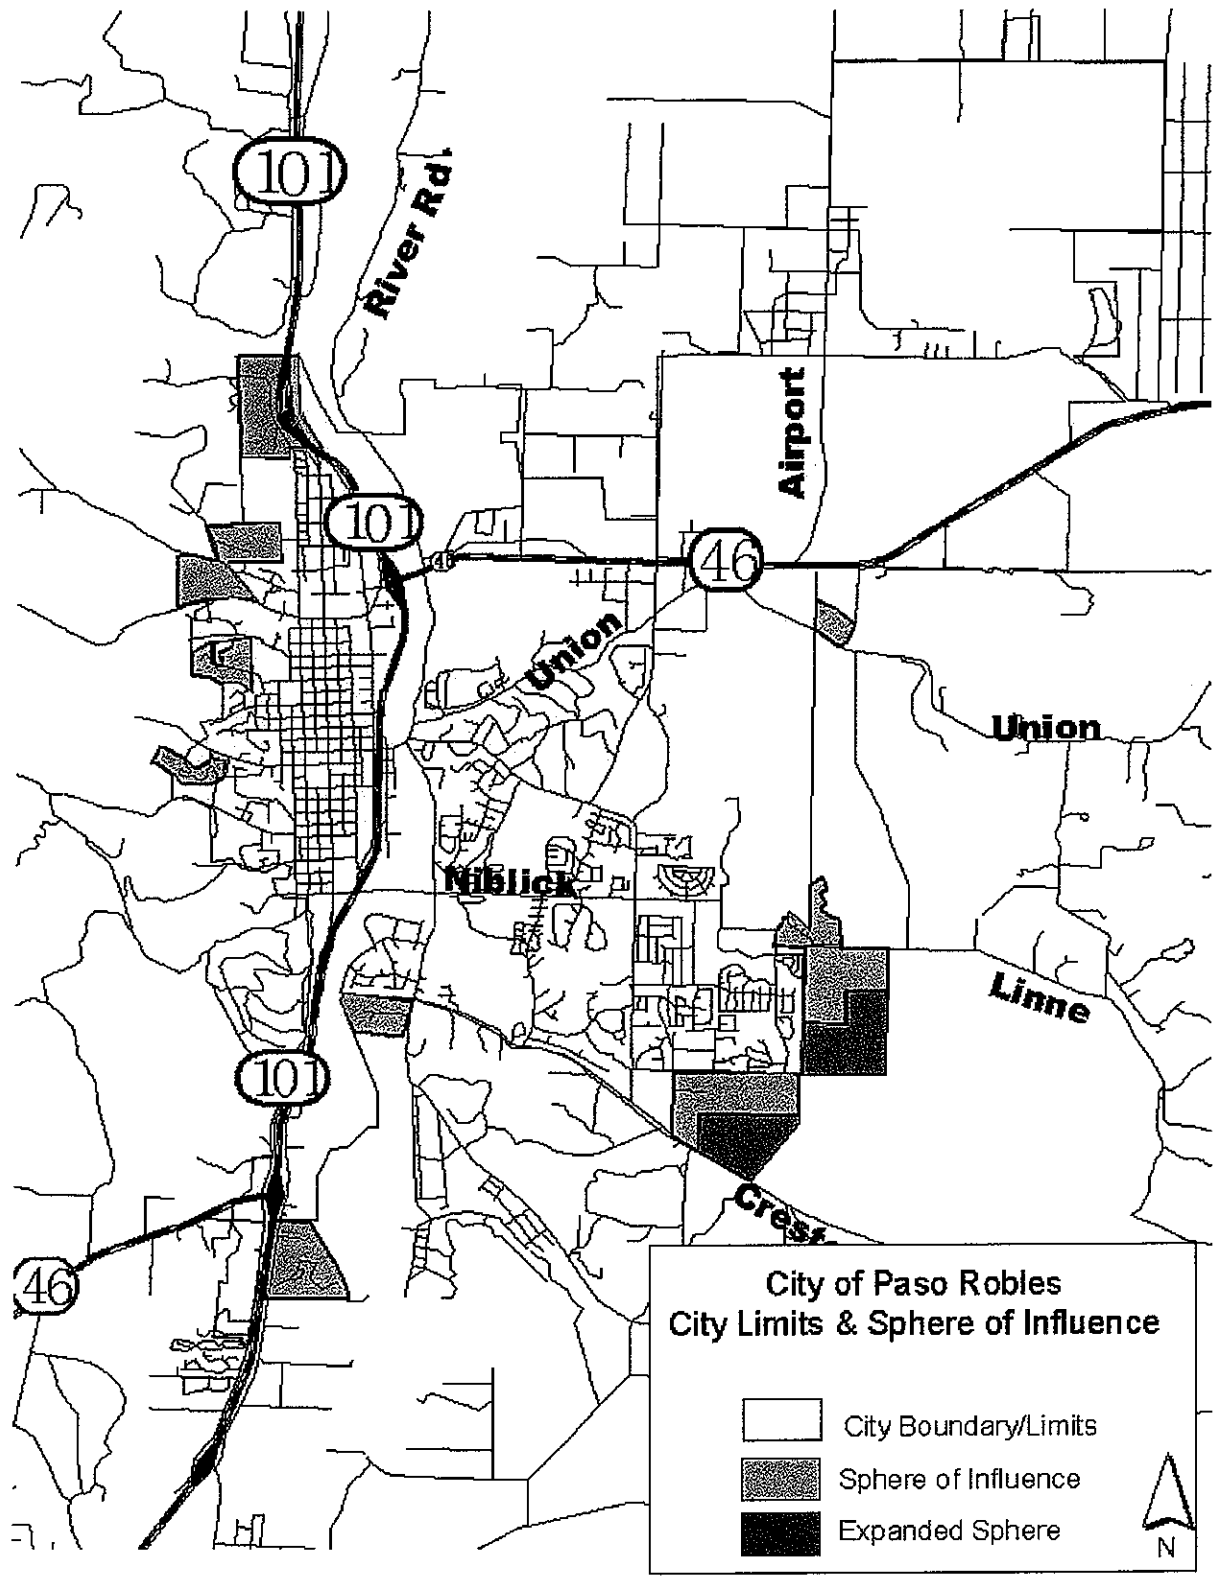 101
River Rd.
Airport
101
46
46
Union
Union
Niblick
Linne
101
46
City of Paso Robles
City Limits & Sphere of Influence
City Boundary/Limits
Sphere of Influence
Expanded Sphere
N